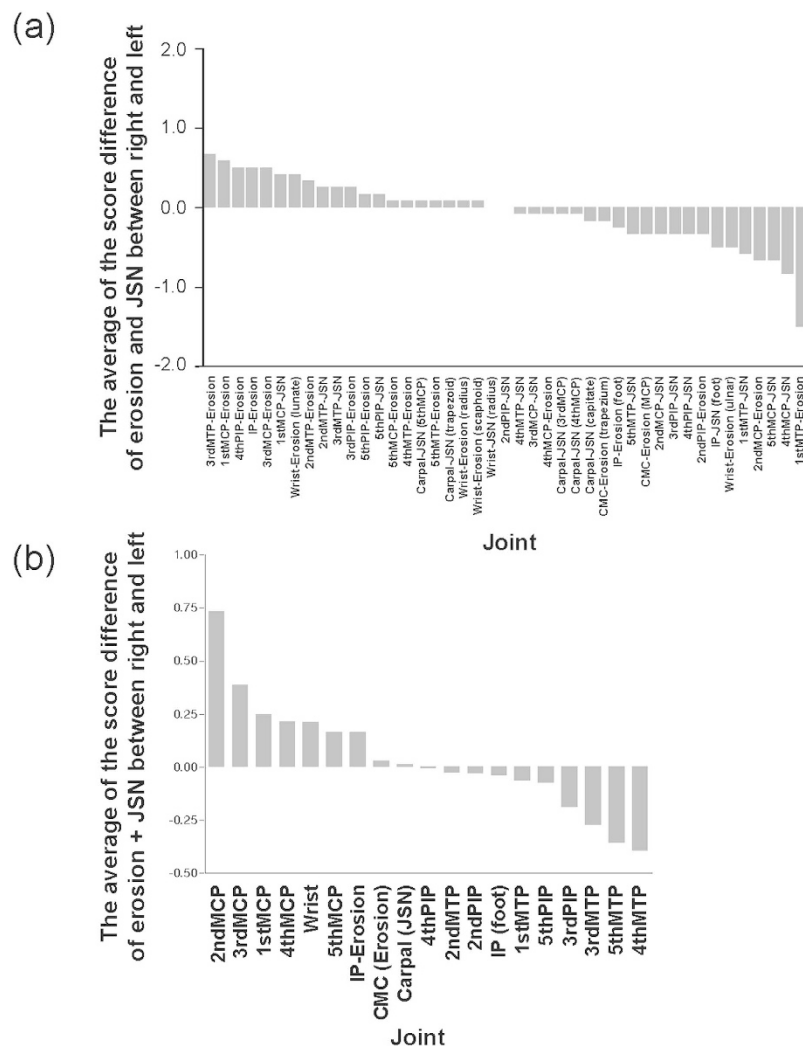 (a)
The average of the score difference
of erosion and JSN between right and left
2.0
1.0
0.0
-1.0
-2.0
3rdMTP-Erosion
1stMCP-Erosion
4thPIP-Erosion
IP-Erosion
3rdMCP-Erosion
1stMCP-JSN
Wrist-Erosion (lunate)
2ndMTP-Erosion
2ndMTP-JSN
3rdMTP-JSN
3rdPIP-Erosion
5thPIP-Erosion
5thPIP-JSN
5thMCP-Erosion
4thMTP-Erosion
Carpal-JSN (5thMCP)
5thMTP-Erosion
Carpal-JSN (trapezoid)
Wrist-Erosion (radius)
Wrist-Erosion (scaphoid)
Wrist-JSN (radius)
2ndPIP-JSN
4thMTP-JSN
3rdMCP-JSN
4thMCP-Erosion
Carpal-JSN (3rdMCP)
Carpal-JSN (4thMCP)
Carpal-JSN (capitate)
CMC-Erosion (trapezium)
IP-Erosion (foot)
5thMTP-JSN
CMC-Erosion (MCP)
2ndMCP-JSN
3rdPIP-JSN
4thPIP-JSN
2ndPIP-Erosion
IP-JSN (foot)
Wrist-Erosion (ulnar)
1stMTP-JSN
2ndMCP-Erosion
5thMCP-JSN
4thMCP-JSN
1stMTP-Erosion
Joint
(b)
The average of the score difference
of erosion + JSN between right and left
1.00
0.75
0.50
0.25
0.00
-0.25
-0.50
2ndMCP
3rdMCP
1stMCP
4thMCP
Wrist
5thMCP
IP-Erosion
CMC (Erosion)
Carpal (JSN)
4thPIP
2ndMTP
2ndPIP
IP (foot)
1stMTP
5thPIP
3rdPIP
3rdMTP
5thMTP
4thMTP
Joint